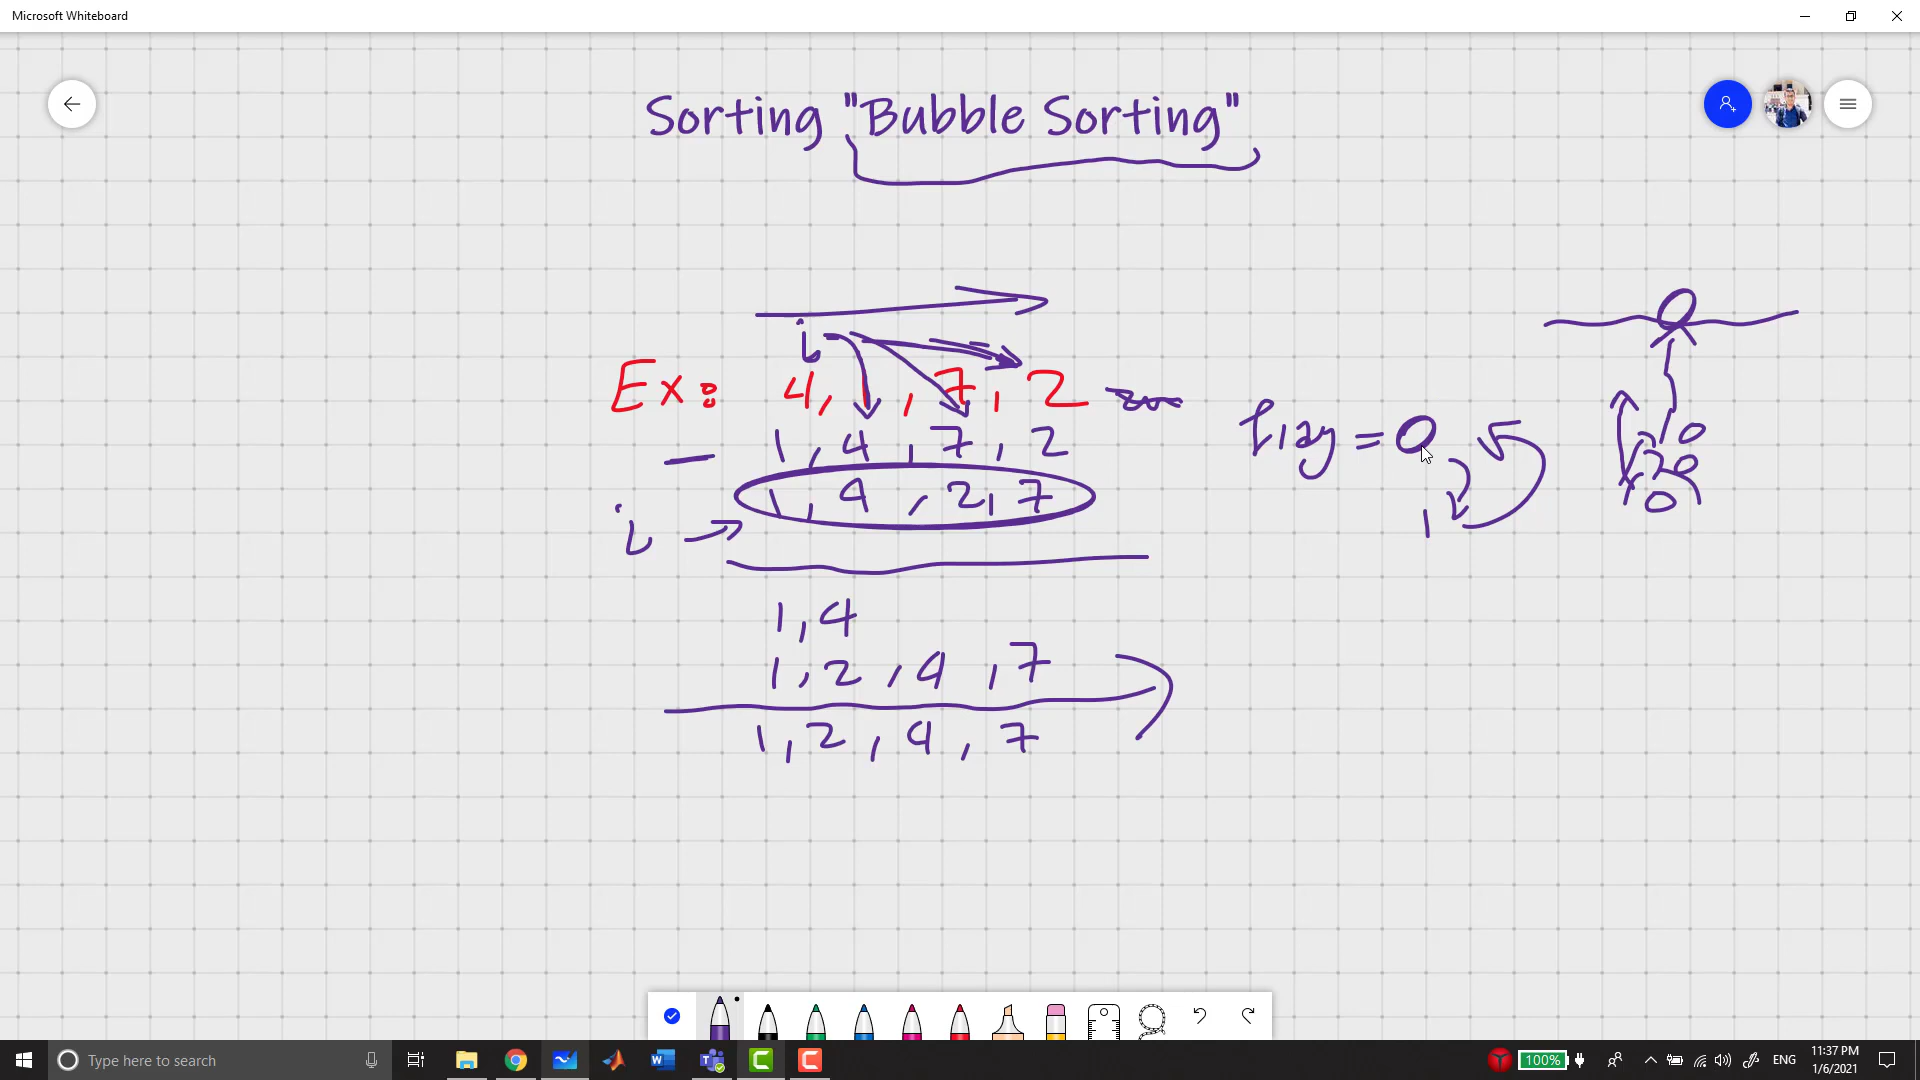 Microsoft Whiteboard
Sorting "Bubble Sorting"
i
Ex: 4, 1, 7, 2
1, 4, 7, 2
1, 4, 2, 7
i
1, 4
1, 2, 4, 7
1, 2, 4, 7
flag = 0
1
Type here to search
100%
ENG
11:37 PM
1/6/2021